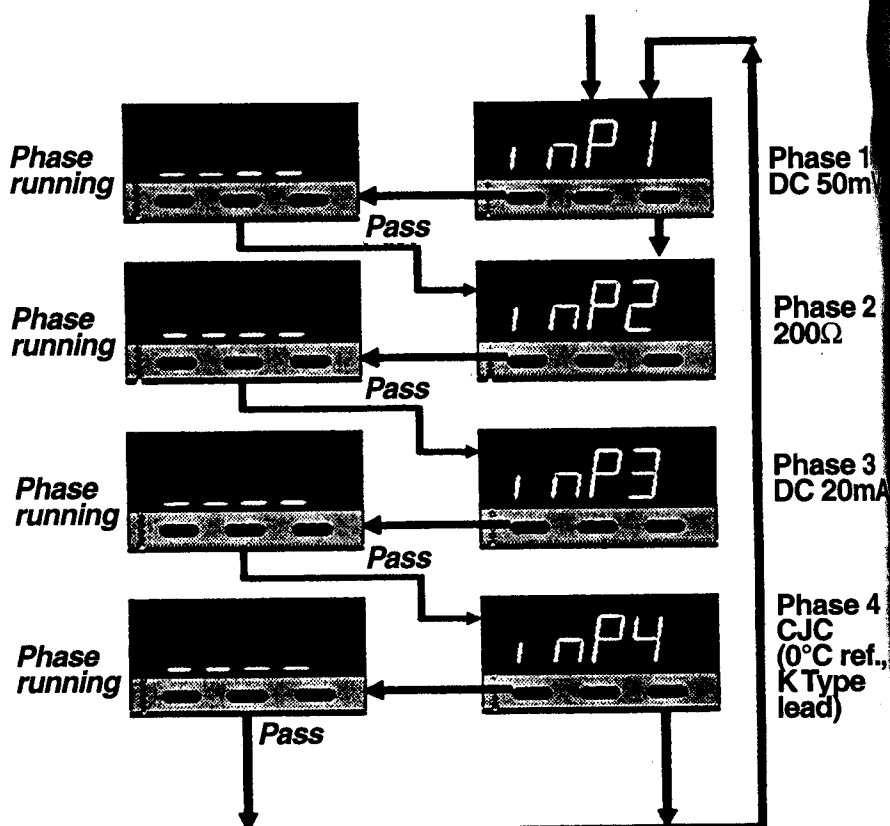 Phase
running
inP1
Phase 1
DC 50m
Pass
Phase
running
inP2
Phase 2
200Ω
Pass
Phase
running
inP3
Phase 3
DC 20mA
Pass
Phase
running
inP4
Phase 4
CJC
(0°C ref.,
K Type
lead)
Pass